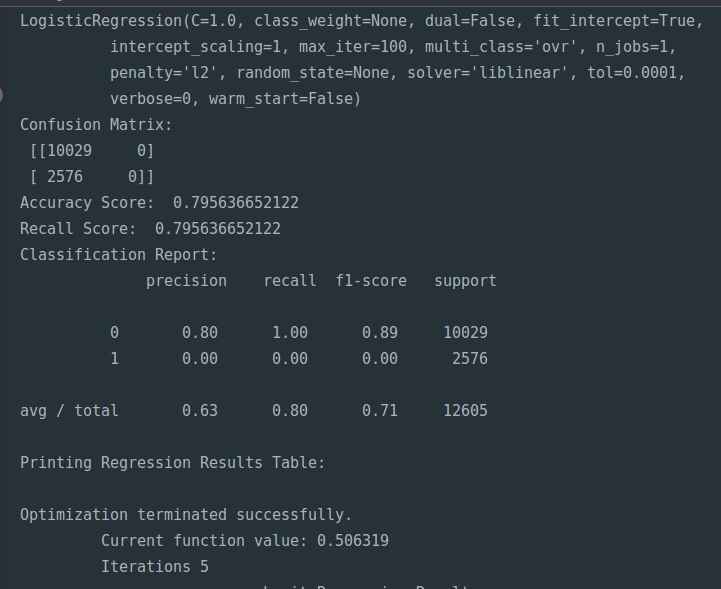 LogisticRegression(C=1.0, class_weight=None, dual=False, fit_intercept=True,
          intercept_scaling=1, max_iter=100, multi_class='ovr', n_jobs=1,
          penalty='l2', random_state=None, solver='liblinear', tol=0.0001,
          verbose=0, warm_start=False)
Confusion Matrix:
 [[10029     0]
 [ 2576     0]]
Accuracy Score:  0.795636652122
Recall Score:  0.795636652122
Classification Report:
              precision    recall  f1-score   support
          0       0.80      1.00      0.89     10029
          1       0.00      0.00      0.00      2576
avg / total       0.63      0.80      0.71     12605
Printing Regression Results Table:
Optimization terminated successfully.
         Current function value: 0.506319
         Iterations 5